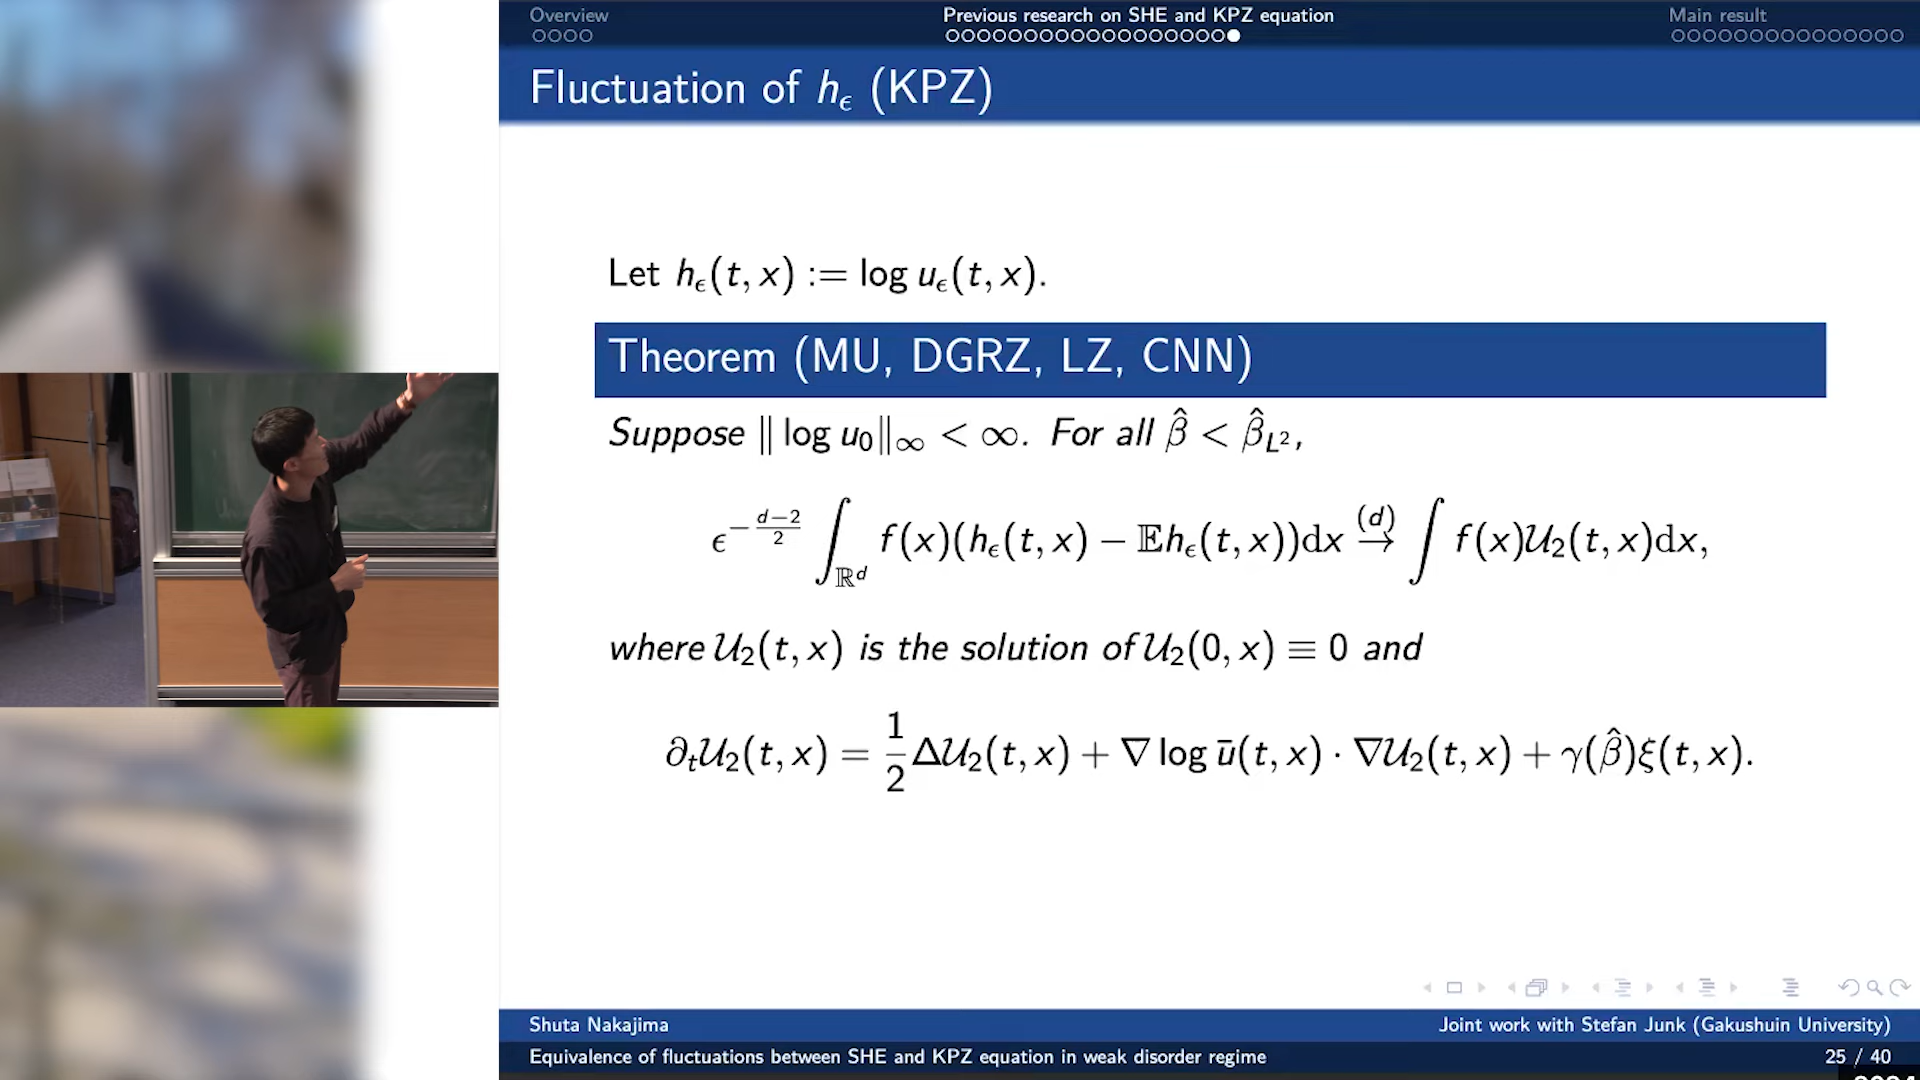 Overview
Previous research on SHE and KPZ equation
Main result
Fluctuation of hϵ (KPZ)
Let hϵ(t, x) := log uϵ(t, x).
Theorem (MU, DGRZ, LZ, CNN)
Suppose ‖ log u₀‖∞ < ∞. For all β̂ < β̂_{L²},
ϵ^{−(d−2)/2} ∫_{ℝᵈ} f(x)(hϵ(t, x) − 𝔼hϵ(t, x))dx →^{(d)} ∫ f(x)𝒰₂(t, x)dx,
where 𝒰₂(t, x) is the solution of 𝒰₂(0, x) ≡ 0 and
∂ₜ𝒰₂(t, x) = 1/2 Δ𝒰₂(t, x) + ∇ log ū(t, x) · ∇𝒰₂(t, x) + γ(β̂)ξ(t, x).
Shuta Nakajima
Joint work with Stefan Junk (Gakushuin University)
Equivalence of fluctuations between SHE and KPZ equation in weak disorder regime
25 / 40